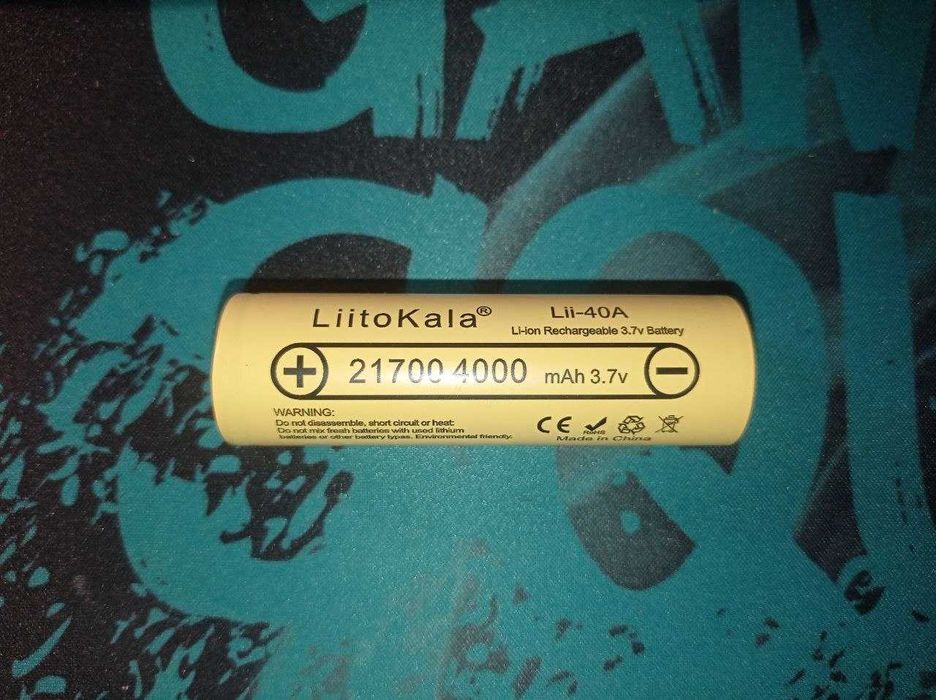 GAM
LiitoKala®
Lii-40A
Li-ion Rechargeable 3.7v Battery
+ 21700 4000 mAh 3.7v −
WARNING:
Do not disassemble, short circuit or heat.
Do not mix fresh batteries with used lithium
batteries or other battery types. Environmental friendly.
CE RoHS
Made in China